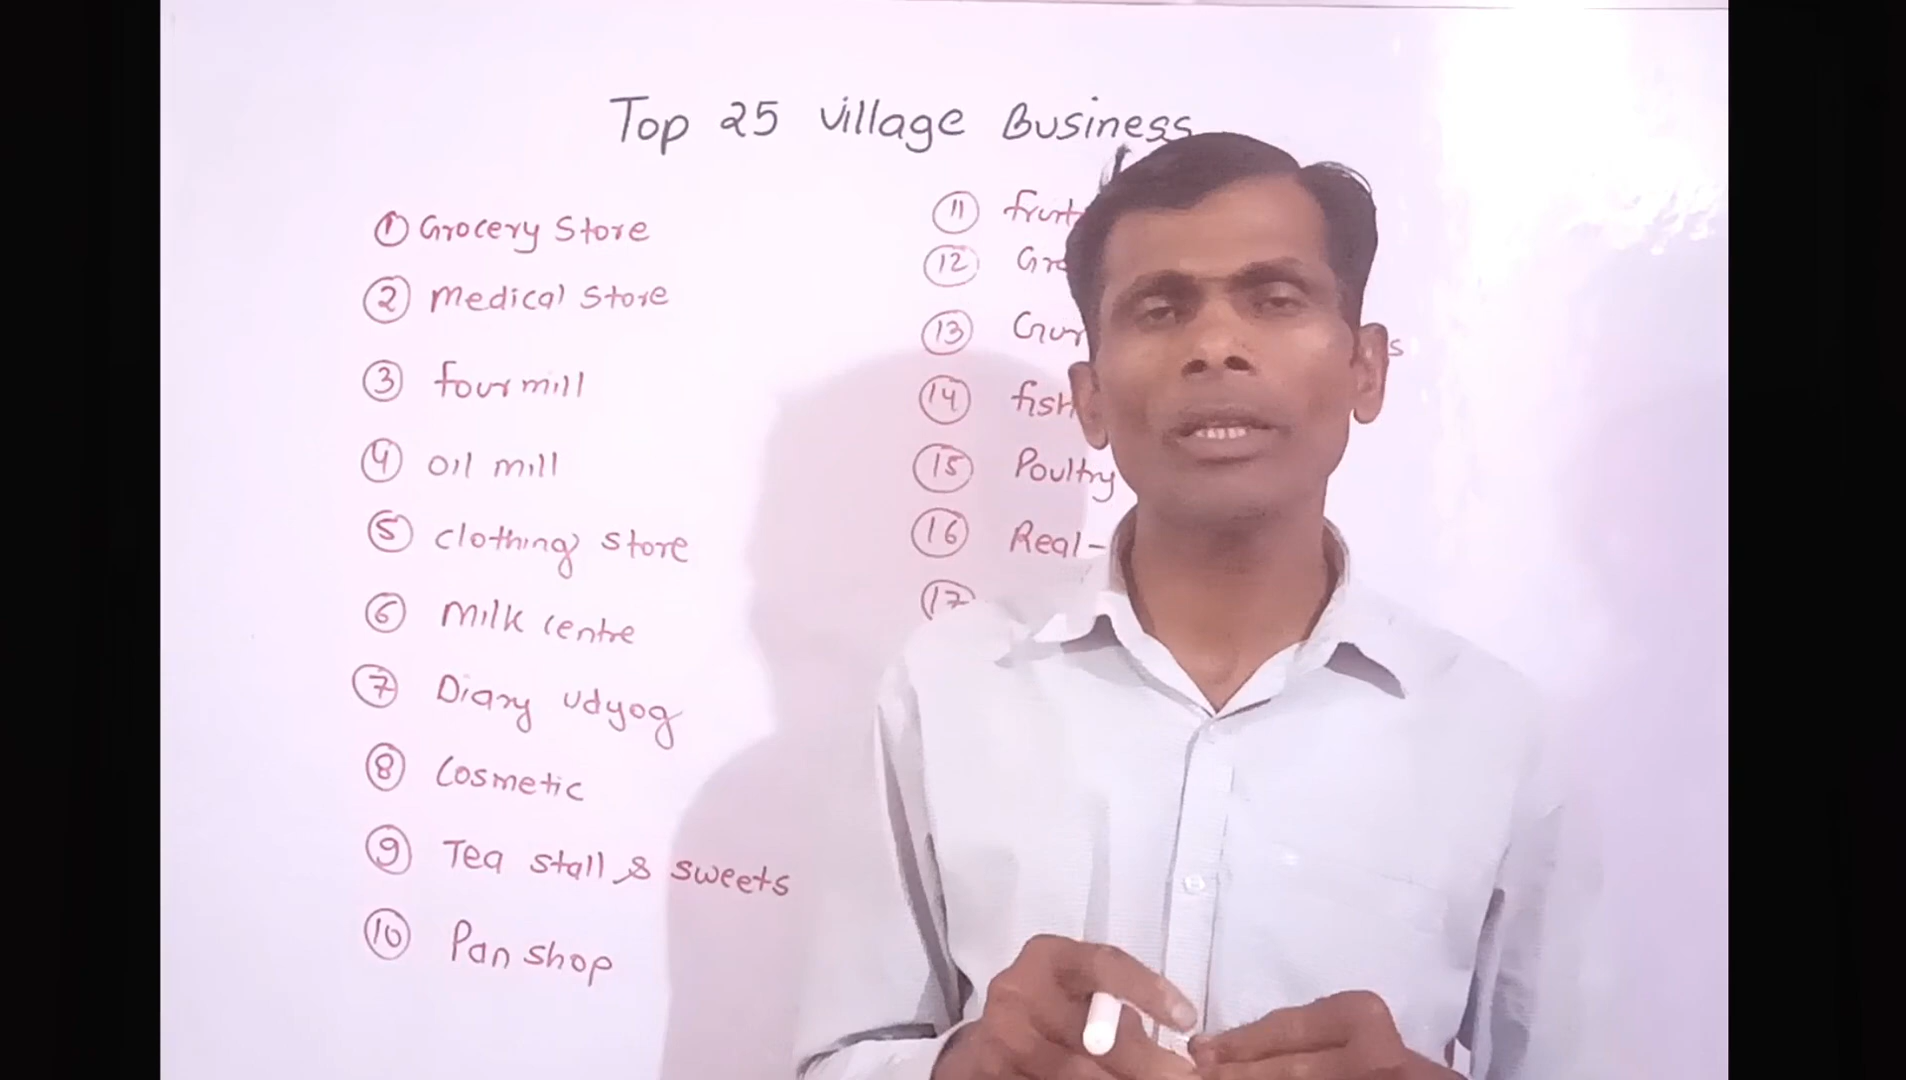 Top 25 village Business
① Grocery Store
② medical Store
③ four mill
④ oil mill
⑤ clothing store
⑥ milk centre
⑦ Diary udyog
⑧ Cosmetic
⑨ Tea stall & sweets
⑩ Pan shop
⑪
⑫
⑬
⑭ fish
⑮ Poultry
⑯ Real-
⑰